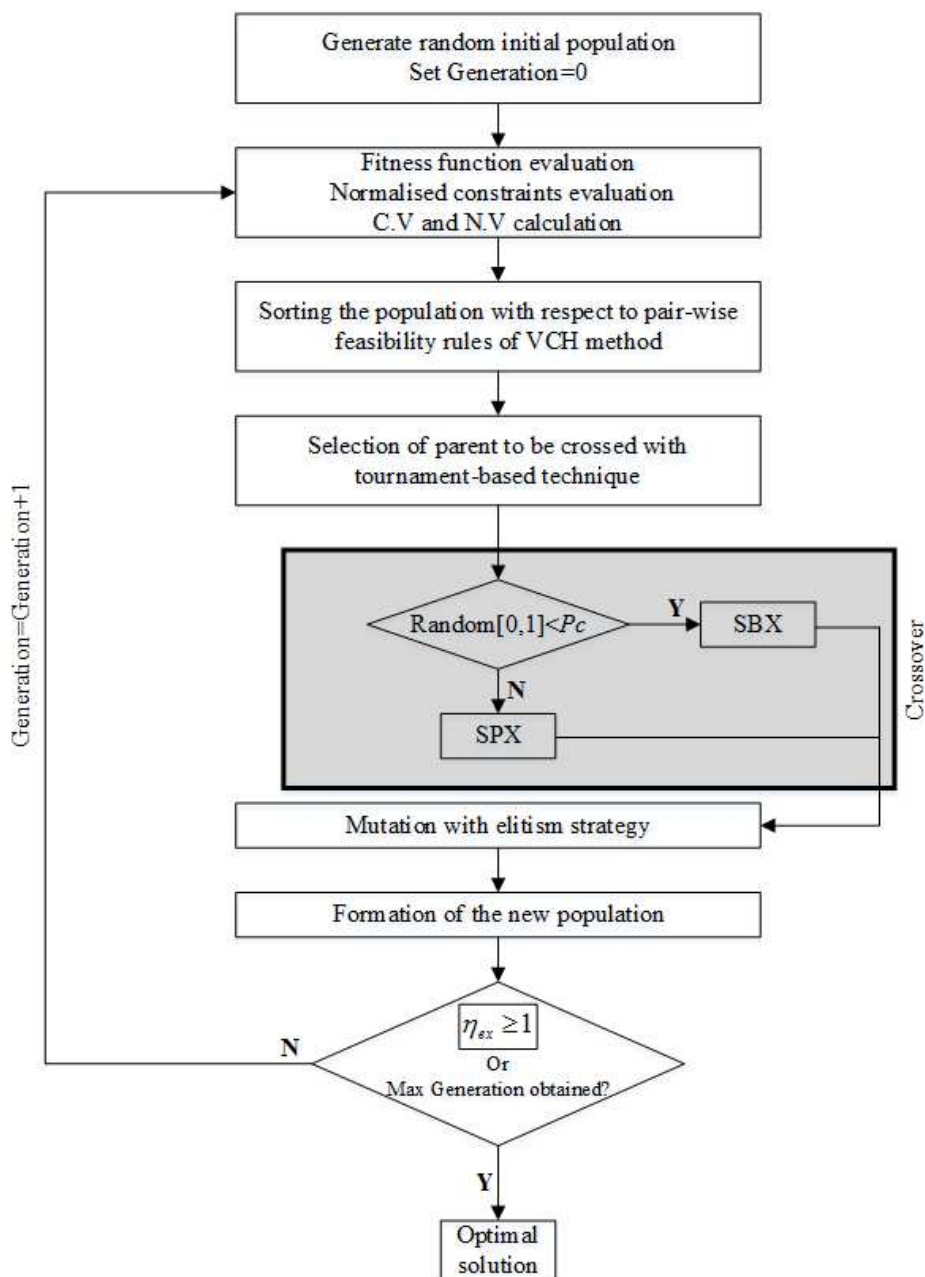 Generate random initial population
Set Generation=0
Fitness function evaluation
Normalised constraints evaluation
C.V and N.V calculation
Sorting the population with respect to pair-wise
feasibility rules of VCH method
Selection of parent to be crossed with
tournament-based technique
Random[0,1]<Pc
Y
SBX
N
SPX
Crossover
Generation=Generation+1
Mutation with elitism strategy
Formation of the new population
η_ex ≥1
Or
Max Generation obtained?
N
Y
Optimal
solution